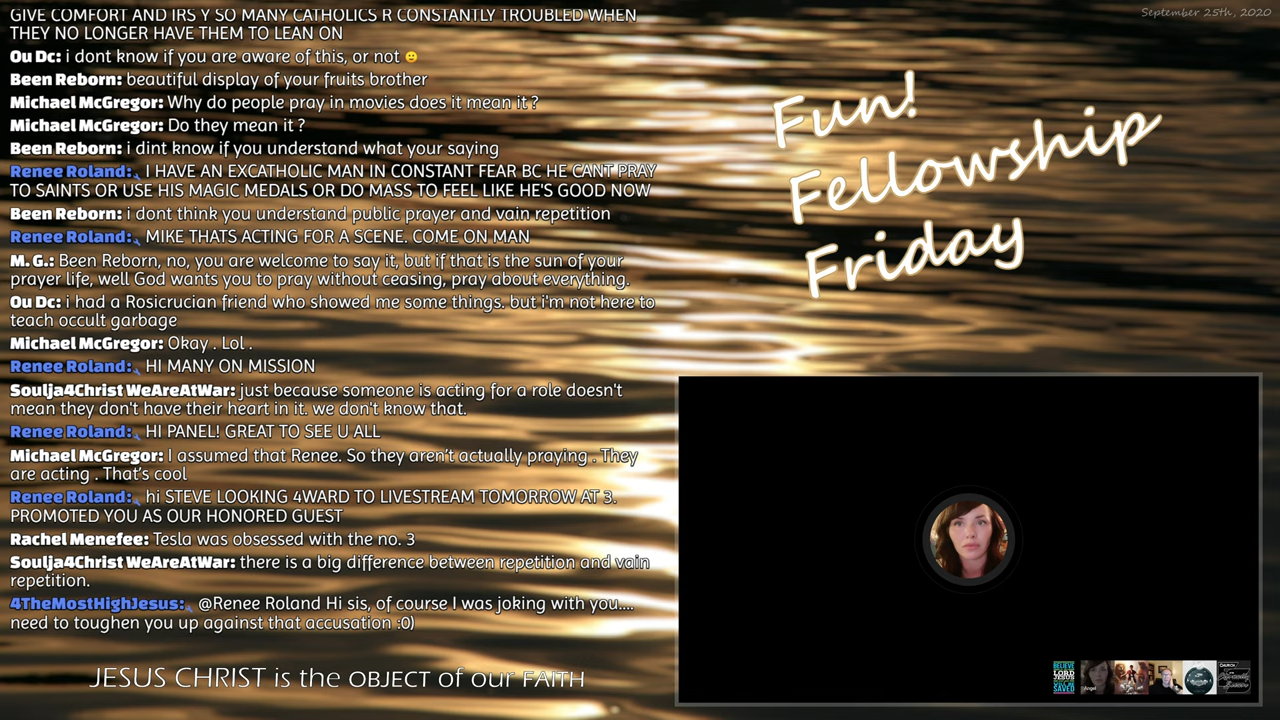 GIVE COMFORT AND IRS Y SO MANY CATHOLICS R CONSTANTLY TROUBLED WHEN
THEY NO LONGER HAVE THEM TO LEAN ON
Ou Dc: i dont know if you are aware of this, or not 🙂
Been Reborn: beautiful display of your fruits brother
Michael McGregor: Why do people pray in movies does it mean it ?
Michael McGregor: Do they mean it ?
Been Reborn: i dint know if you understand what your saying
Renee Roland: I HAVE AN EXCATHOLIC MAN IN CONSTANT FEAR BC HE CANT PRAY
TO SAINTS OR USE HIS MAGIC MEDALS OR DO MASS TO FEEL LIKE HE'S GOOD NOW
Been Reborn: i dont think you understand public prayer and vain repetition
Renee Roland: MIKE THATS ACTING FOR A SCENE. COME ON MAN
M. G.: Been Reborn, no, you are welcome to say it, but if that is the sun of your
prayer life, well God wants you to pray without ceasing, pray about everything.
Ou Dc: i had a Rosicrucian friend who showed me some things. but i'm not here to
teach occult garbage
Michael McGregor: Okay . Lol .
Renee Roland: HI MANY ON MISSION
Soulja4Christ WeAreAtWar: just because someone is acting for a role doesn't
mean they don't have their heart in it. we don't know that.
Renee Roland: HI PANEL! GREAT TO SEE U ALL
Michael McGregor: I assumed that Renee. So they aren't actually praying . They
are acting . That's cool
Renee Roland: hi STEVE LOOKING 4WARD TO LIVESTREAM TOMORROW AT 3.
PROMOTED YOU AS OUR HONORED GUEST
Rachel Menefee: Tesla was obsessed with the no. 3
Soulja4Christ WeAreAtWar: there is a big difference between repetition and vain
repetition.
4TheMostHighJesus: @Renee Roland Hi sis, of course I was joking with you....
need to toughen you up against that accusation :0)
JESUS CHRIST is the OBJECT of our FAITH
September 25th, 2020
Fun!
Fellowship
Friday
BELIEVE
LORD
JESUS
SAVED
Angel
CHURCH